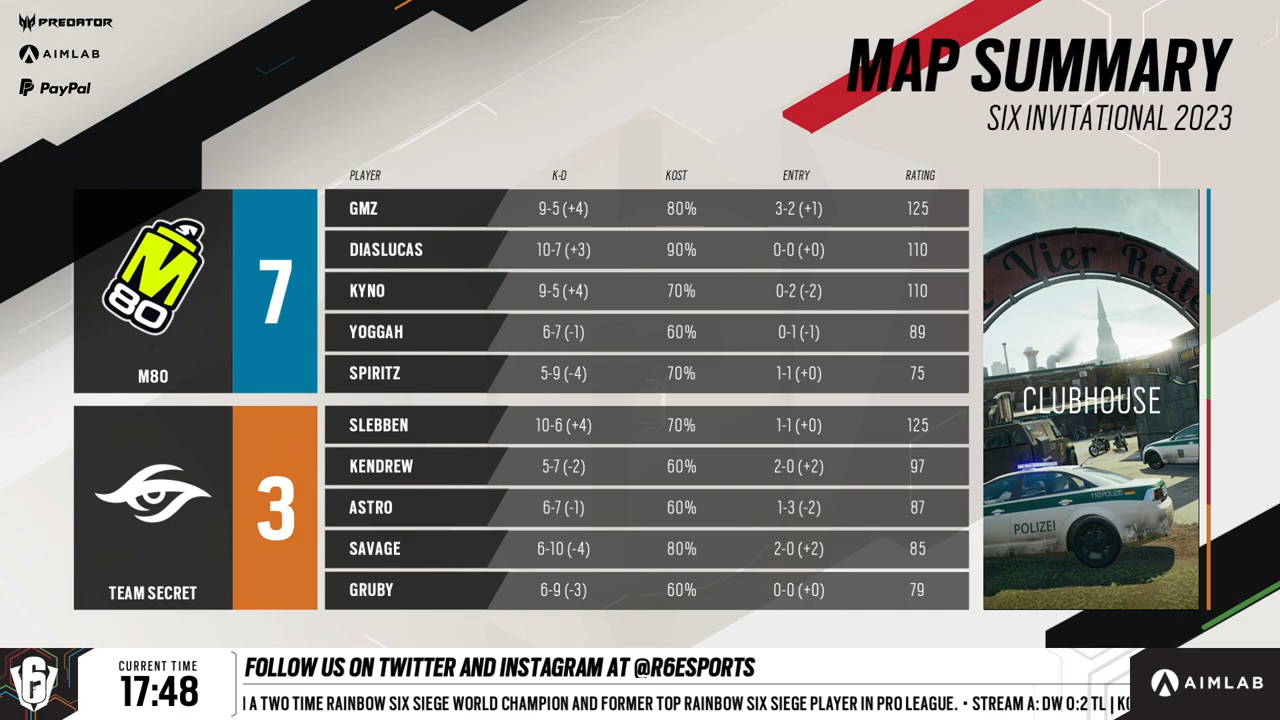 PREDATOR
AIMLAB
PayPal
MAP SUMMARY
SIX INVITATIONAL 2023
PLAYER K-D KOST ENTRY RATING
M80
7
GMZ 9-5 (+4) 80% 3-2 (+1) 125
DIASLUCAS 10-7 (+3) 90% 0-0 (+0) 110
KYNO 9-5 (+4) 70% 0-2 (-2) 110
YOGGAH 6-7 (-1) 60% 0-1 (-1) 89
SPIRITZ 5-9 (-4) 70% 1-1 (+0) 75
M80
TEAM SECRET
3
SLEBBEN 10-6 (+4) 70% 1-1 (+0) 125
KENDREW 5-7 (-2) 60% 2-0 (+2) 97
ASTRO 6-7 (-1) 60% 1-3 (-2) 87
SAVAGE 6-10 (-4) 80% 2-0 (+2) 85
GRUBY 6-9 (-3) 60% 0-0 (+0) 79
Vier Reite
CLUBHOUSE
110 POLIZEI
POLIZEI
6
CURRENT TIME
17:48
FOLLOW US ON TWITTER AND INSTAGRAM AT @R6ESPORTS
A TWO TIME RAINBOW SIX SIEGE WORLD CHAMPION AND FORMER TOP RAINBOW SIX SIEGE PLAYER IN PRO LEAGUE. • STREAM A: DW 0:2 TL |
AIMLAB